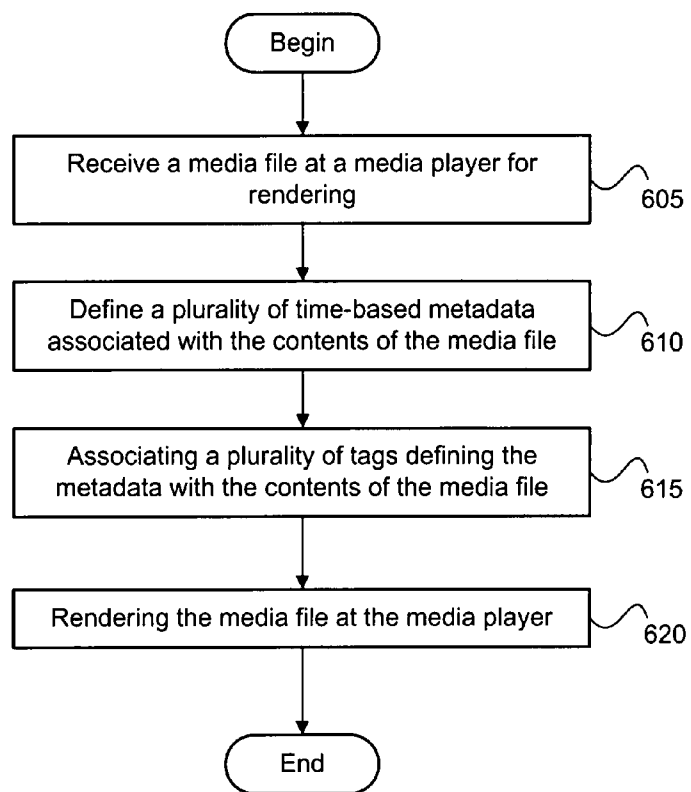 Begin
Receive a media file at a media player for
rendering
605
Define a plurality of time-based metadata
associated with the contents of the media file
610
Associating a plurality of tags defining the
metadata with the contents of the media file
615
Rendering the media file at the media player
620
End